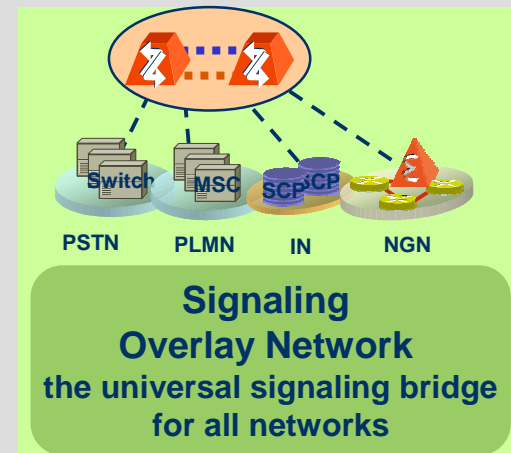 Switch
MSC
SCP
SCP
PSTN
PLMN
IN
NGN
Signaling
Overlay Network
the universal signaling bridge
for all networks